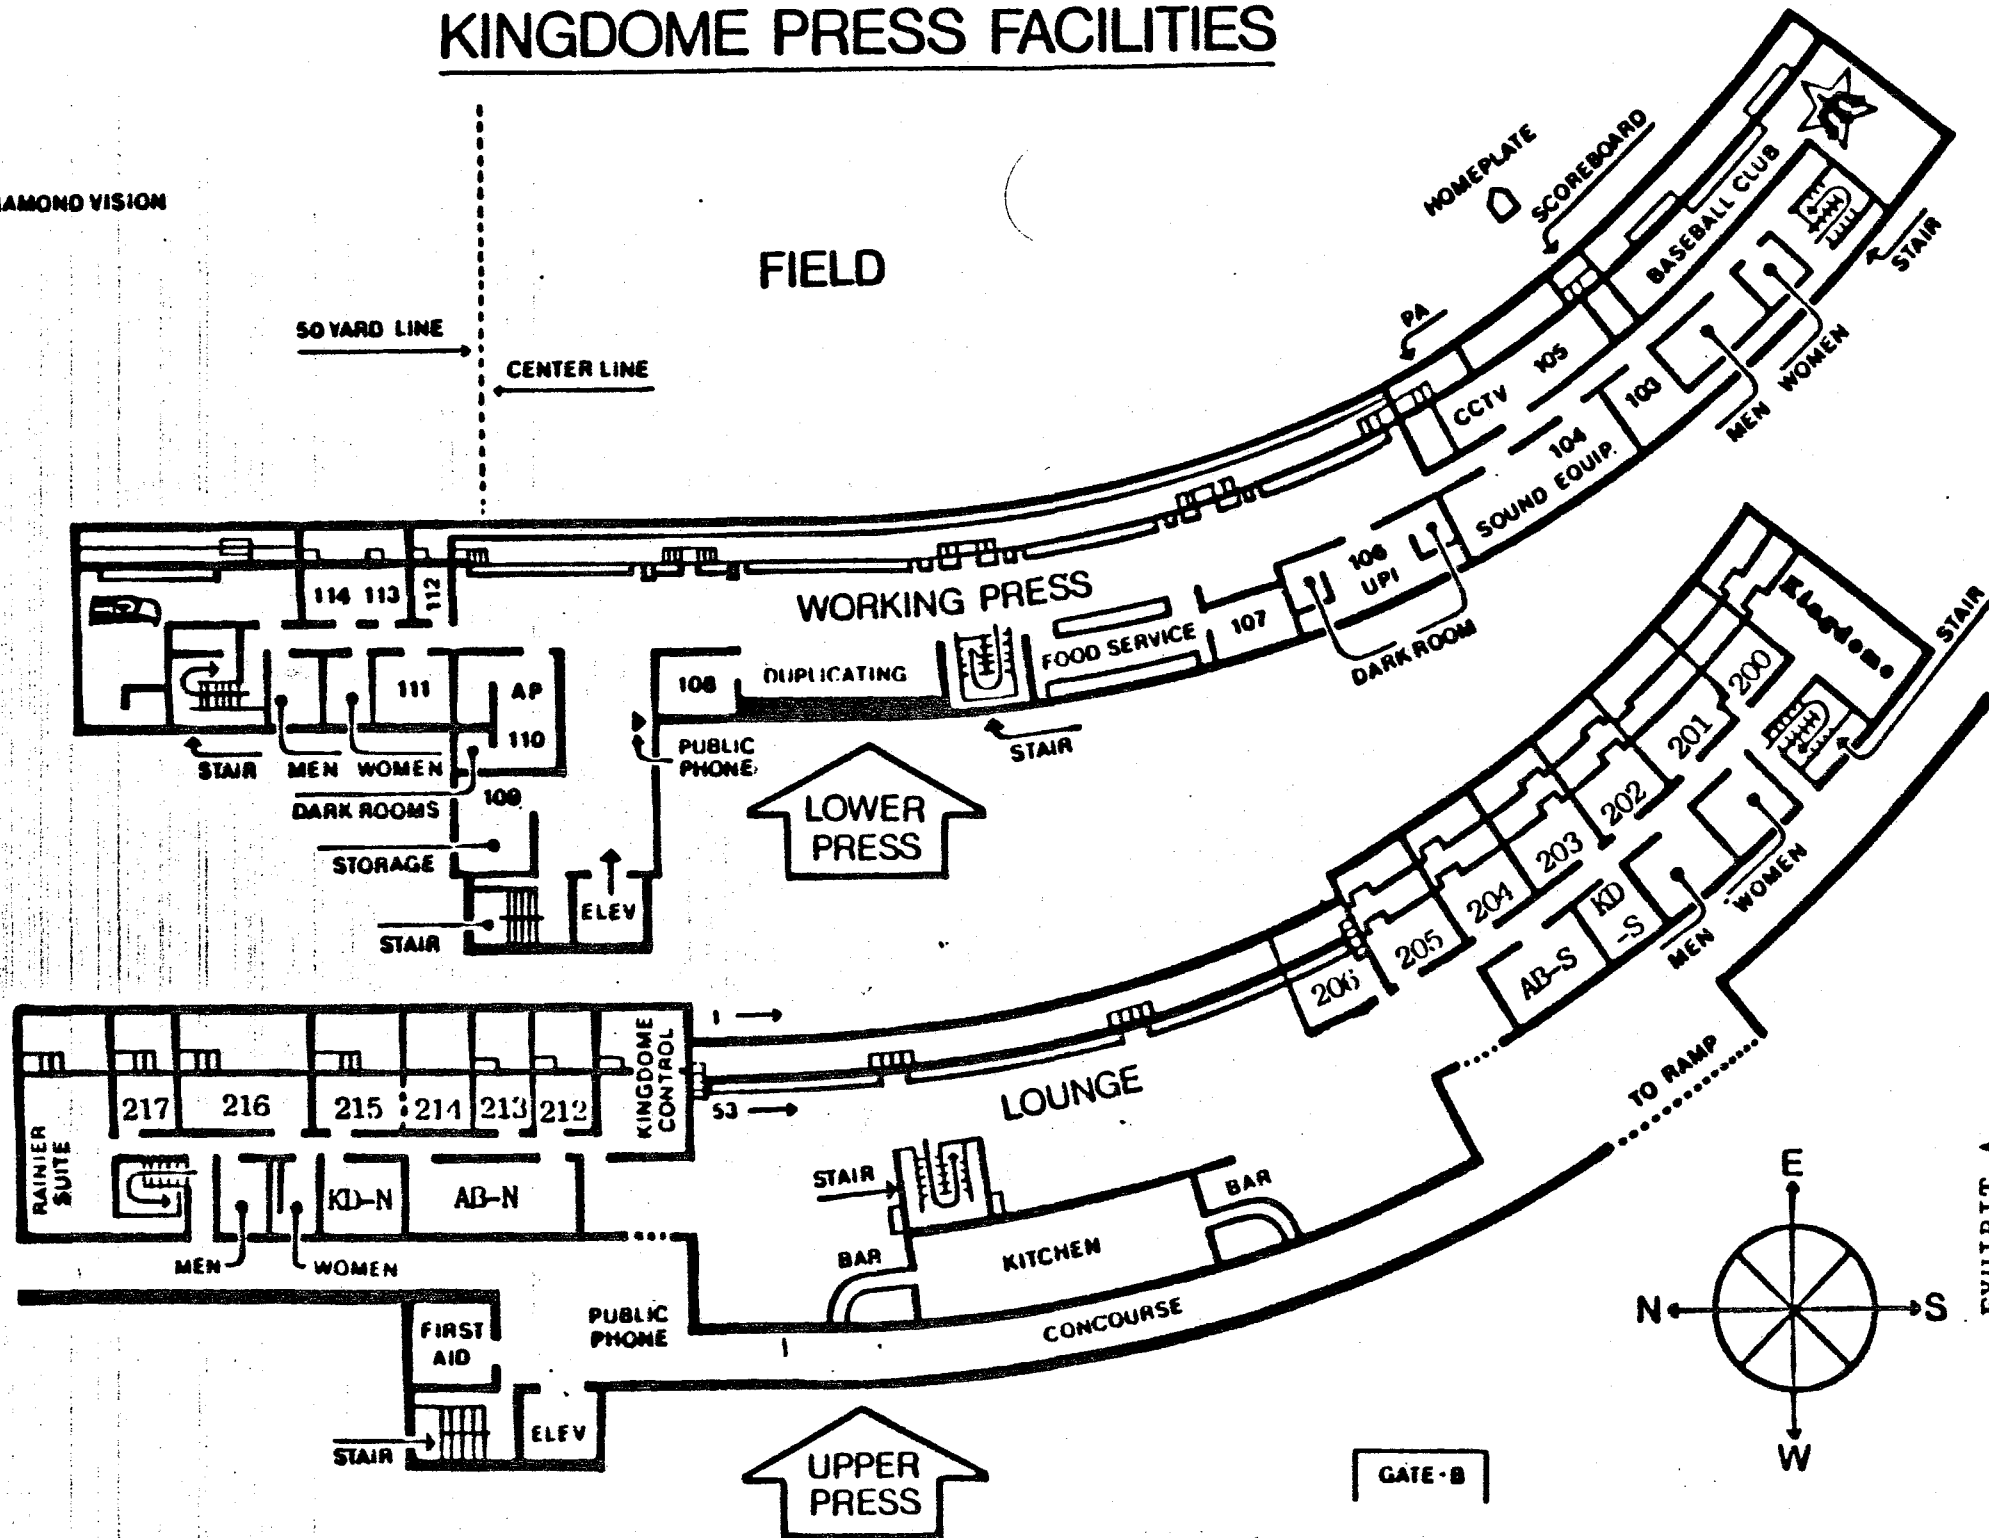 KINGDOME PRESS FACILITIES
VISION
50 YARD LINE
CENTER LINE
FIELD
HOMEPLATE
SCOREBOARD
PA
BASEBALL CLUB
STAIR
WOMEN
MEN
105
CCTV
103
104
SOUND EQUIP.
106
UPI
DARK ROOM
107
FOOD SERVICE
WORKING PRESS
DUPLICATING
STAIR
108
PUBLIC
PHONE
114
113
112
111
AP
110
STAIR
MEN
WOMEN
DARK ROOMS
109
STORAGE
ELEV
STAIR
LOWER
PRESS
Kingdome
STAIR
200
201
202
203
204
205
206
KD
-S
AB-S
WOMEN
MEN
TO RAMP
1
53
KINGDOME
CONTROL
LOUNGE
217
216
215
214
213
212
RAINIER
SUITE
KD-N
AB-N
MEN
WOMEN
STAIR
BAR
KITCHEN
BAR
CONCOURSE
PUBLIC
PHONE
FIRST
AID
STAIR
ELEV
UPPER
PRESS
GATE-B
E
N
S
W